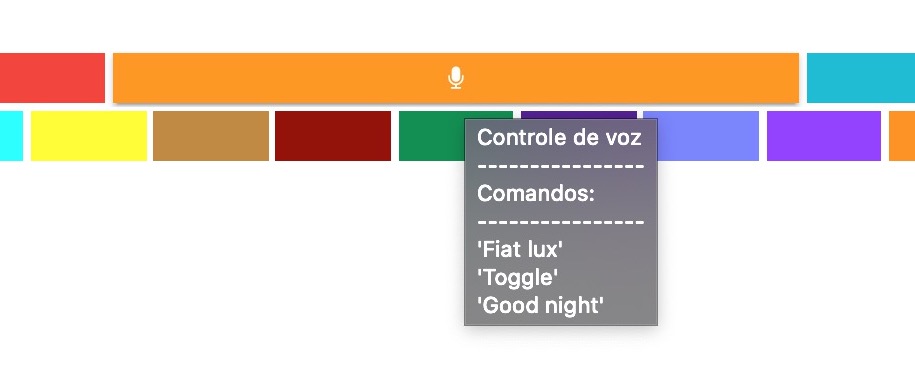 Controle de voz
----------------
Comandos:
----------------
'Fiat lux'
'Toggle'
'Good night'